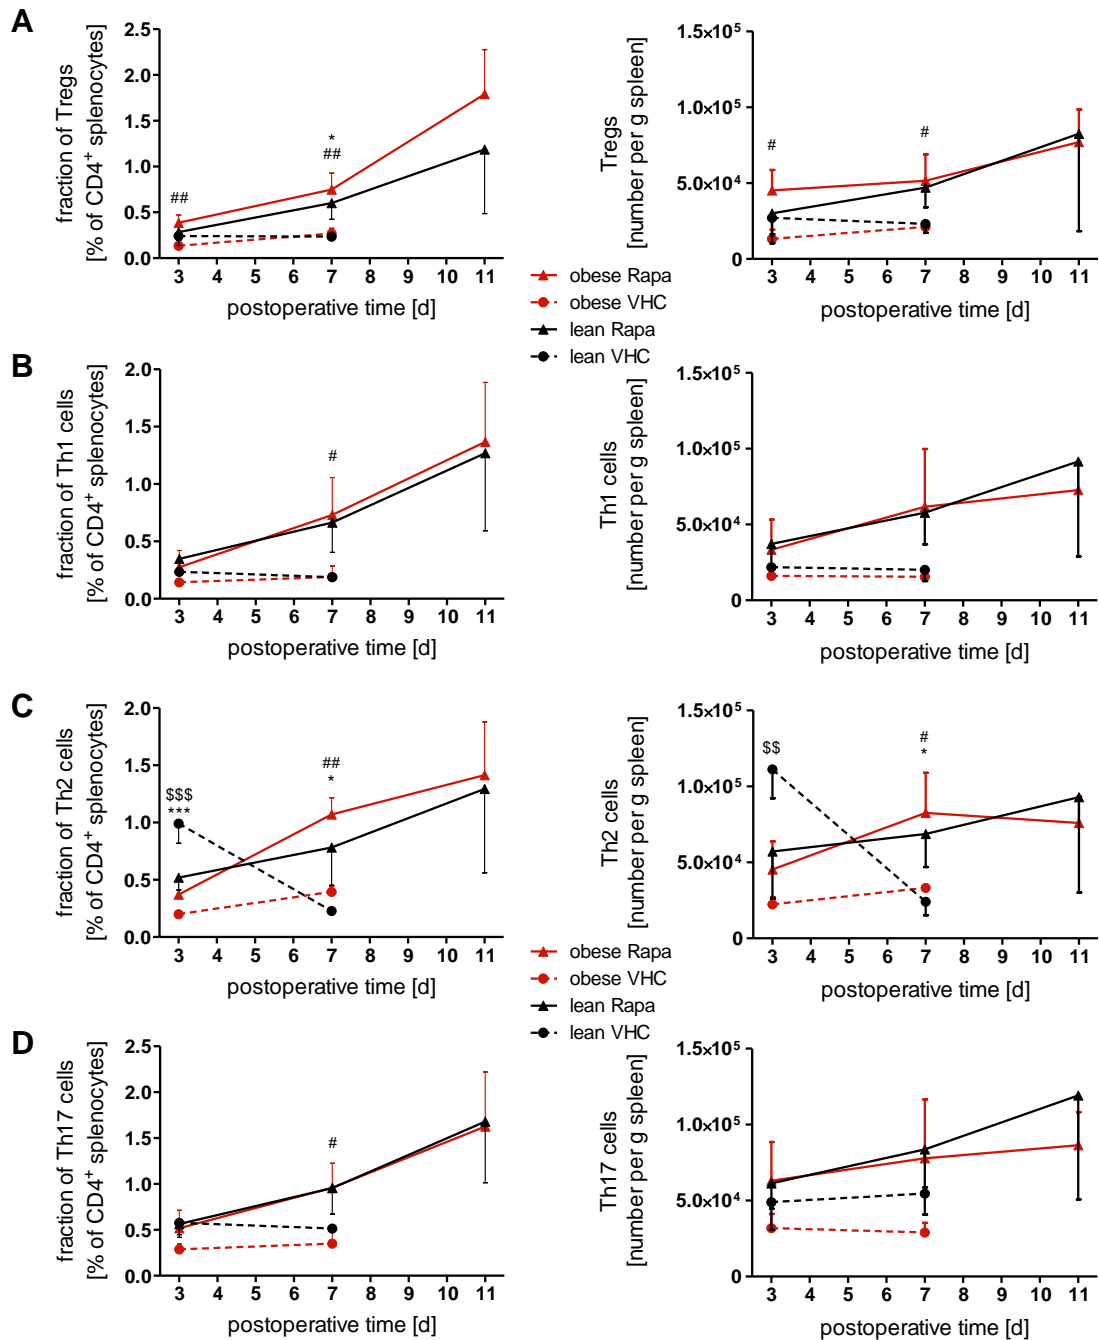 A
fraction of Tregs
[% of CD4⁺ splenocytes]
2.5
2.0
1.5
1.0
0.5
0.0
##
*
##
3 4 5 6 7 8 9 10 11
postoperative time [d]
Tregs
[number per g spleen]
1.5×10⁵
1.0×10⁵
5.0×10⁴
0
#
#
3 4 5 6 7 8 9 10 11
postoperative time [d]
obese Rapa
obese VHC
lean Rapa
lean VHC
B
fraction of Th1 cells
[% of CD4⁺ splenocytes]
2.0
1.5
1.0
0.5
0.0
#
3 4 5 6 7 8 9 10 11
postoperative time [d]
Th1 cells
[number per g spleen]
1.5×10⁵
1.0×10⁵
5.0×10⁴
0
3 4 5 6 7 8 9 10 11
postoperative time [d]
C
fraction of Th2 cells
[% of CD4⁺ splenocytes]
2.0
1.5
1.0
0.5
0.0
$$$
***
##
*
3 4 5 6 7 8 9 10 11
postoperative time [d]
Th2 cells
[number per g spleen]
1.5×10⁵
1.0×10⁵
5.0×10⁴
0
$$
#
*
3 4 5 6 7 8 9 10 11
postoperative time [d]
obese Rapa
obese VHC
lean Rapa
lean VHC
D
fraction of Th17 cells
[% of CD4⁺ splenocytes]
2.5
2.0
1.5
1.0
0.5
0.0
#
3 4 5 6 7 8 9 10 11
postoperative time [d]
Th17 cells
[number per g spleen]
1.5×10⁵
1.0×10⁵
5.0×10⁴
0
3 4 5 6 7 8 9 10 11
postoperative time [d]